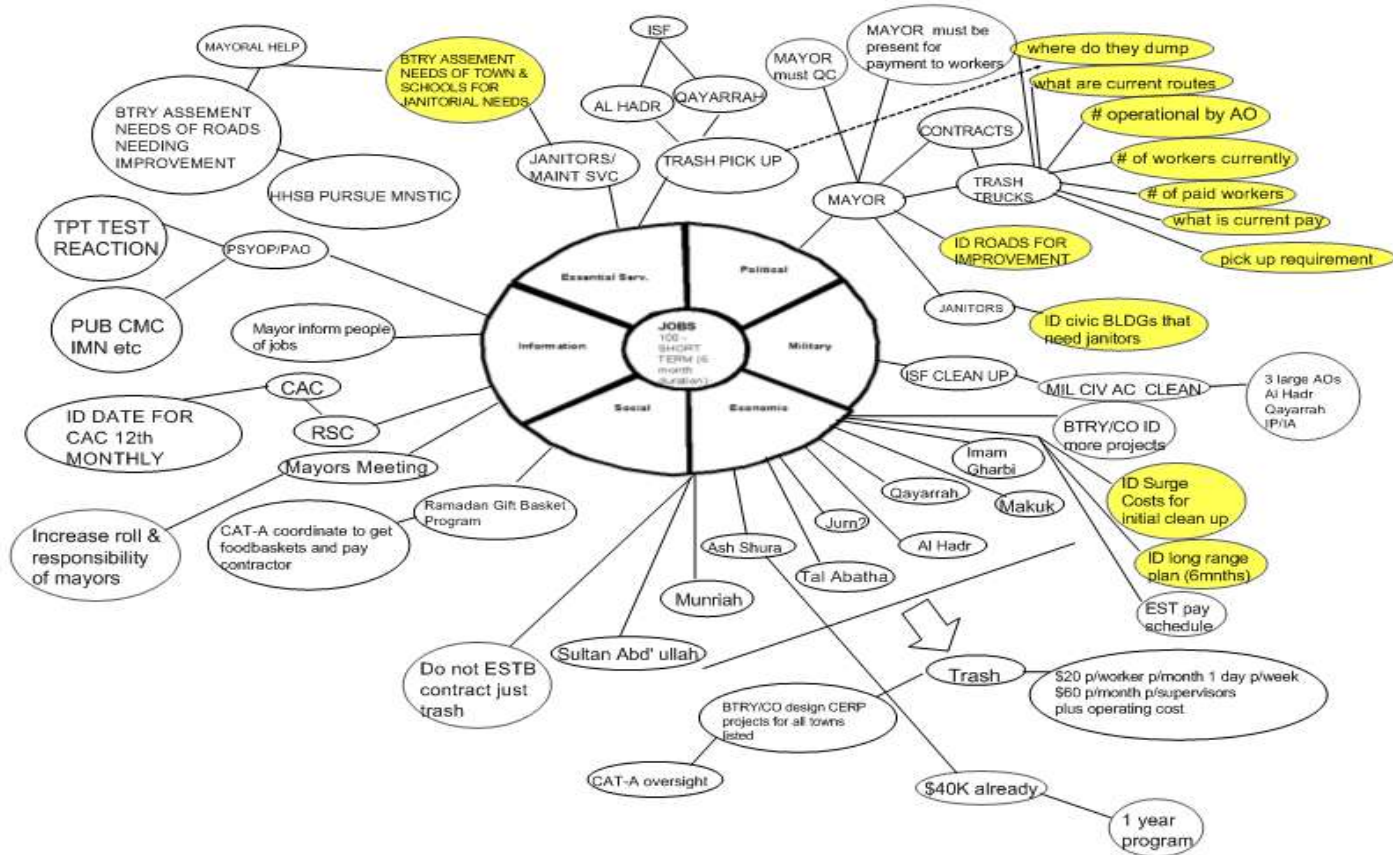 ISF
MAYORAL HELP
BTRY ASSEMENT
NEEDS OF TOWN &
SCHOOLS FOR
JANITORIAL NEEDS
BTRY ASSEMENT
NEEDS OF ROADS
NEEDING
IMPROVEMENT
HHSB PURSUE MNSTIC
AL HADR
QAYARRAH
JANITORS/
MAINT SVC
TRASH PICK UP
MAYOR
must QC
MAYOR must be
present for
payment to workers
where do they dump
what are current routes
# operational by AO
# of workers currently
# of paid workers
what is current pay
pick up requirement
CONTRACTS
TRASH
TRUCKS
MAYOR
ID ROADS FOR
IMPROVEMENT
JANITORS
ID civic BLDGs that
need janitors
TPT TEST
REACTION
PSYOP/PAO
PUB CMC
IMN etc
Mayor inform people
of jobs
CAC
ID DATE FOR
CAC 12th
MONTHLY
RSC
Mayors Meeting
Increase roll &
responsibility
of mayors
Ramadan Gift Basket
Program
CAT-A coordinate to get
foodbaskets and pay
contractor
Essential Serv.
Political
Information
Military
Social
Economic
JOBS
100 -
SHORT
TERM (6
month
duration)
ISF CLEAN UP
MIL CIV AC CLEAN
3 large AOs
Al Hadr
Qayarrah
IP/IA
BTRY/CO ID
more projects
ID Surge
Costs for
initial clean up
ID long range
plan (6mnths)
EST pay
schedule
Imam
Gharbi
Makuk
Qayarrah
Al Hadr
Jurn?
Tal Abatha
Ash Shura
Munriah
Sultan Abd' ullah
Do not ESTB
contract just
trash
Trash
$20 p/worker p/month 1 day p/week
$60 p/month p/supervisors
plus operating cost
BTRY/CO design CERP
projects for all towns
listed
CAT-A oversight
$40K already
1 year
program